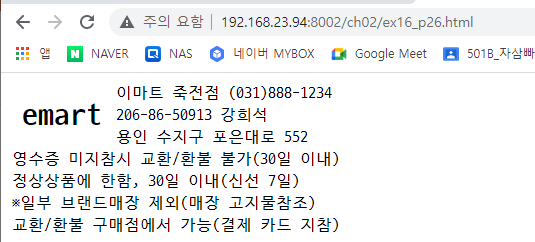 주의 요함 192.168.23.94:8002/ch02/ex16_p26.html
앱 NAVER NAS 네이버 MYBOX Google Meet 501B_자삼빠
emart
이마트 죽전점 (031)888-1234
206-86-50913 강희석
용인 수지구 포은대로 552
영수증 미지참시 교환/환불 불가(30일 이내)
정상상품에 한함, 30일 이내(신선 7일)
※일부 브랜드매장 제외(매장 고지물참조)
교환/환불 구매점에서 가능(결제 카드 지참)